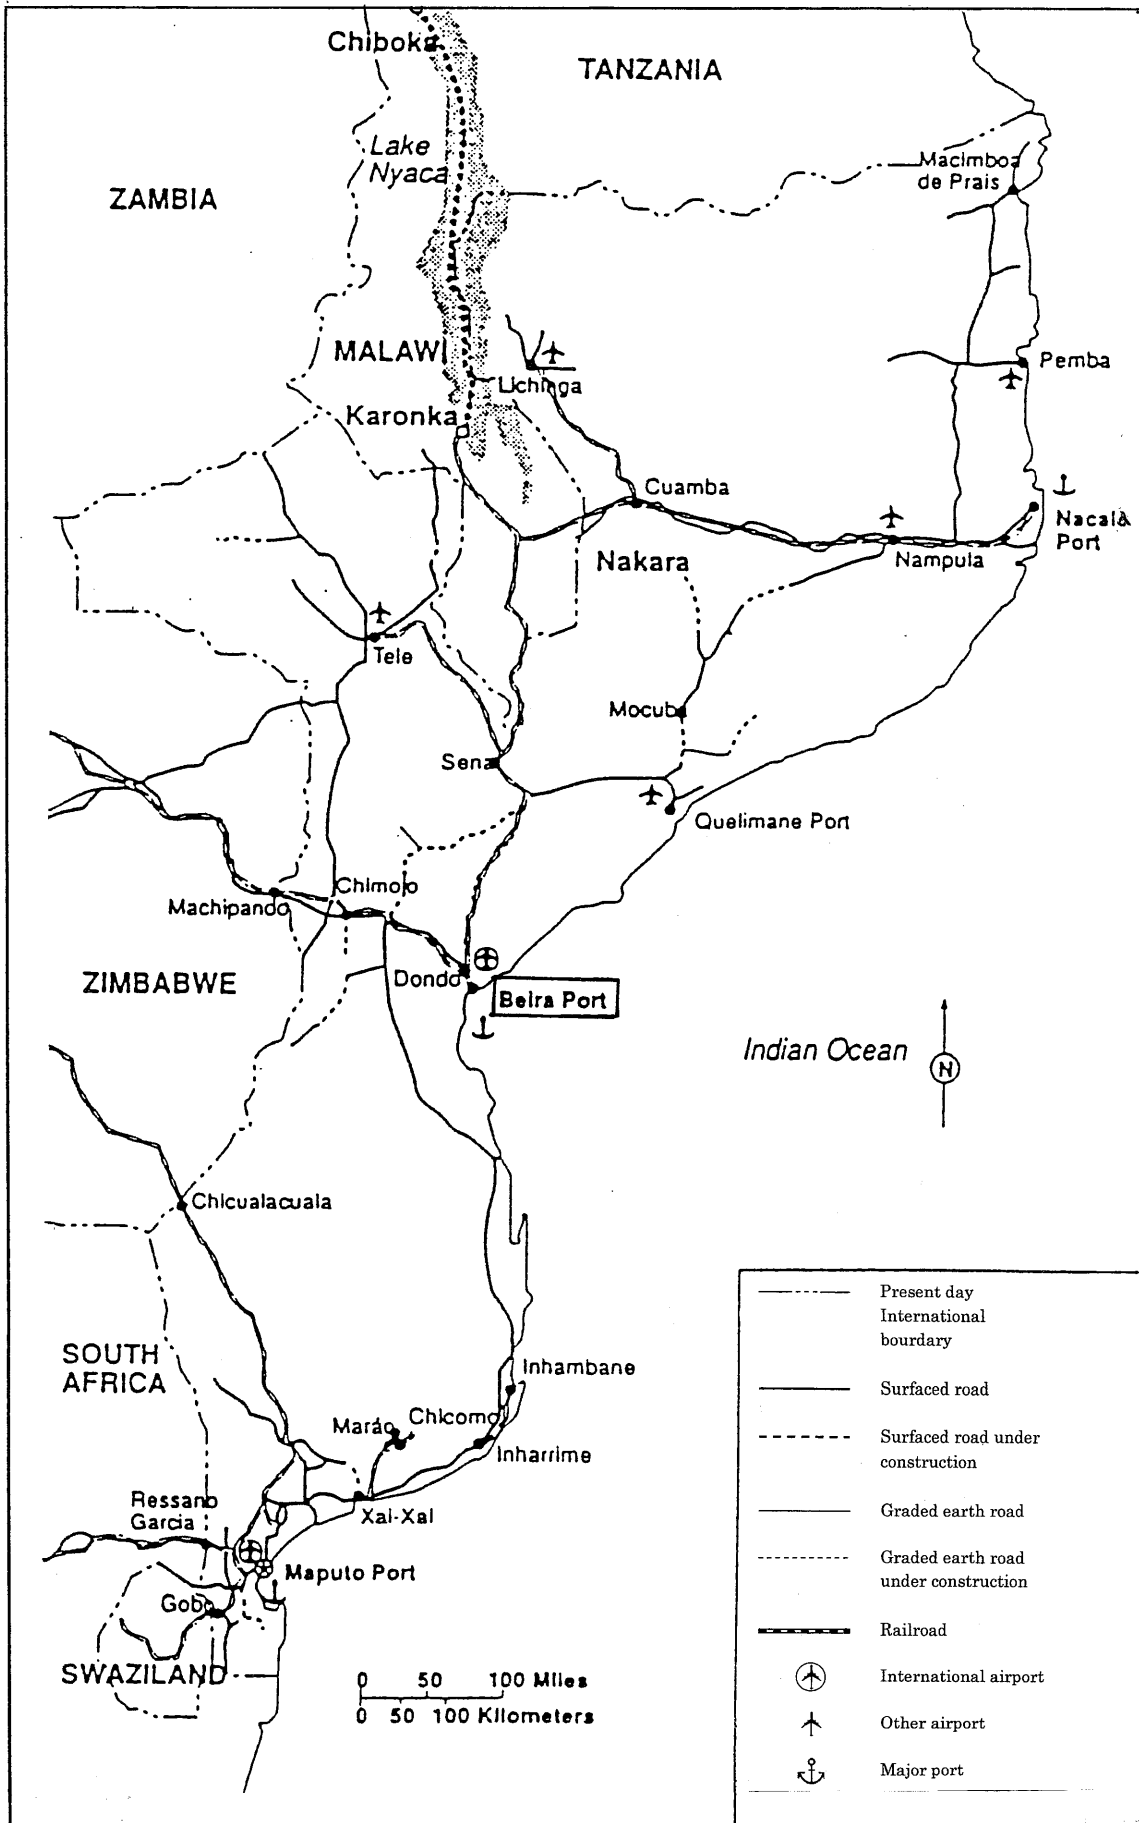 Chiboka
TANZANIA
Lake
Nyaca
Macimboa
de Prais
ZAMBIA
MALAWI
Lichinga
Pemba
Karonka
Cuamba
Nacala
Port
Nakara
Nampula
Tele
Mocuba
Sena
Quelimane Port
Chimoio
Machipando
ZIMBABWE
Dondo
Beira Port
Indian Ocean
N
Chicualacuala
SOUTH
AFRICA
Inhambane
Chicomo
Marão
Inharrime
Ressano
Garcia
Xai-Xai
Maputo Port
Gobo
SWAZILAND
0 50 100 Miles
0 50 100 Kilometers
Present day
International
bourdary
Surfaced road
Surfaced road under
construction
Graded earth road
Graded earth road
under construction
Railroad
International airport
Other airport
Major port